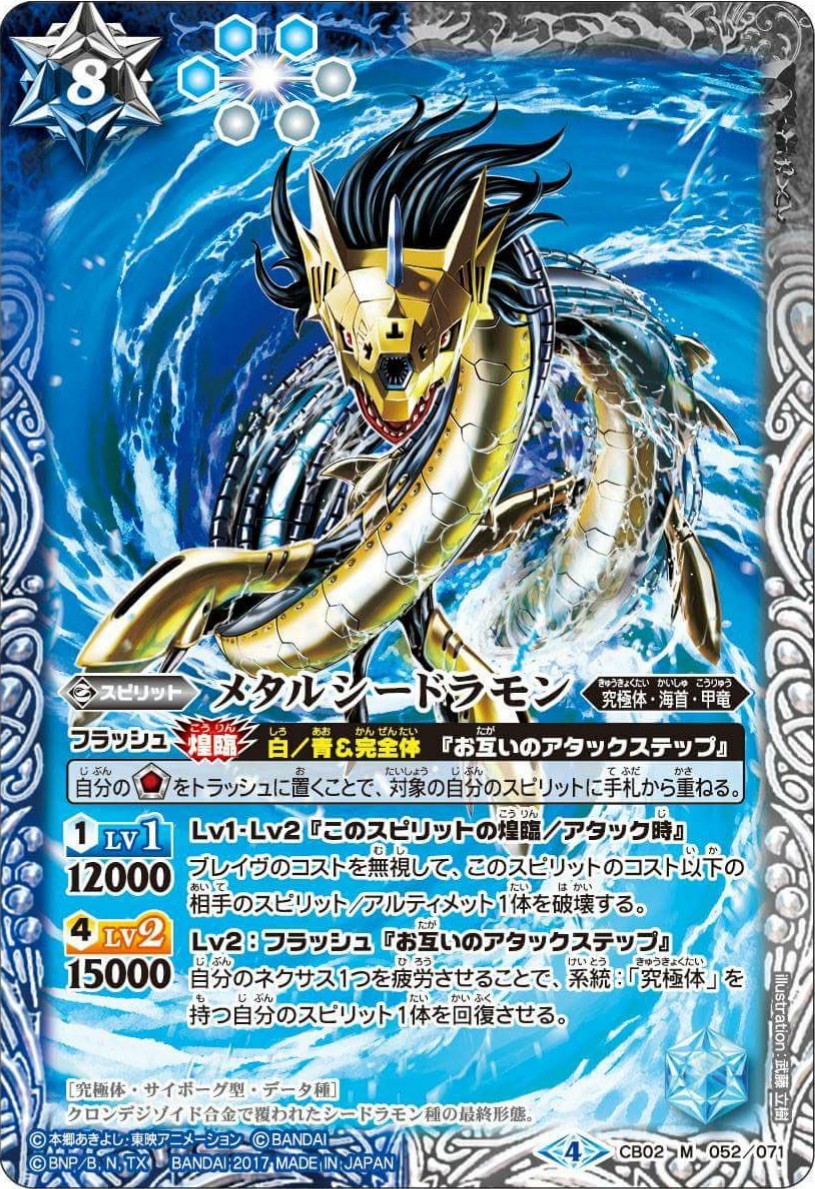 8
スピリット メタルシードラモン 究極体・海首・甲竜
フラッシュ 煌臨 白／青＆完全体 『お互いのアタックステップ』
自分の をトラッシュに置くことで、対象の自分のスピリットに手札から重ねる。
1 LV1 12000
Lv1・Lv2『このスピリットの煌臨／アタック時』
ブレイヴのコストを無視して、このスピリットのコスト以下の
相手のスピリット／アルティメット1体を破壊する。
4 LV2 15000
Lv2：フラッシュ『お互いのアタックステップ』
自分のネクサス1つを疲労させることで、系統：「究極体」を
持つ自分のスピリット1体を回復させる。
illustration：武藤 立樹
［究極体・サイボーグ型・データ種］
クロンデジゾイド合金で覆われたシードラモン種の最終形態。
©本郷あきよし・東映アニメーション ©BANDAI
©BNP/B, N, TX BANDAI 2017 MADE IN JAPAN
4 CB02 M 052／071